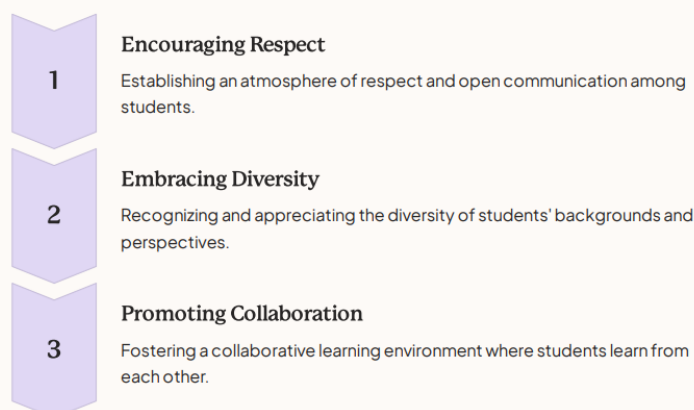 1
Encouraging Respect
Establishing an atmosphere of respect and open communication among
students.
2
Embracing Diversity
Recognizing and appreciating the diversity of students' backgrounds and
perspectives.
3
Promoting Collaboration
Fostering a collaborative learning environment where students learn from
each other.